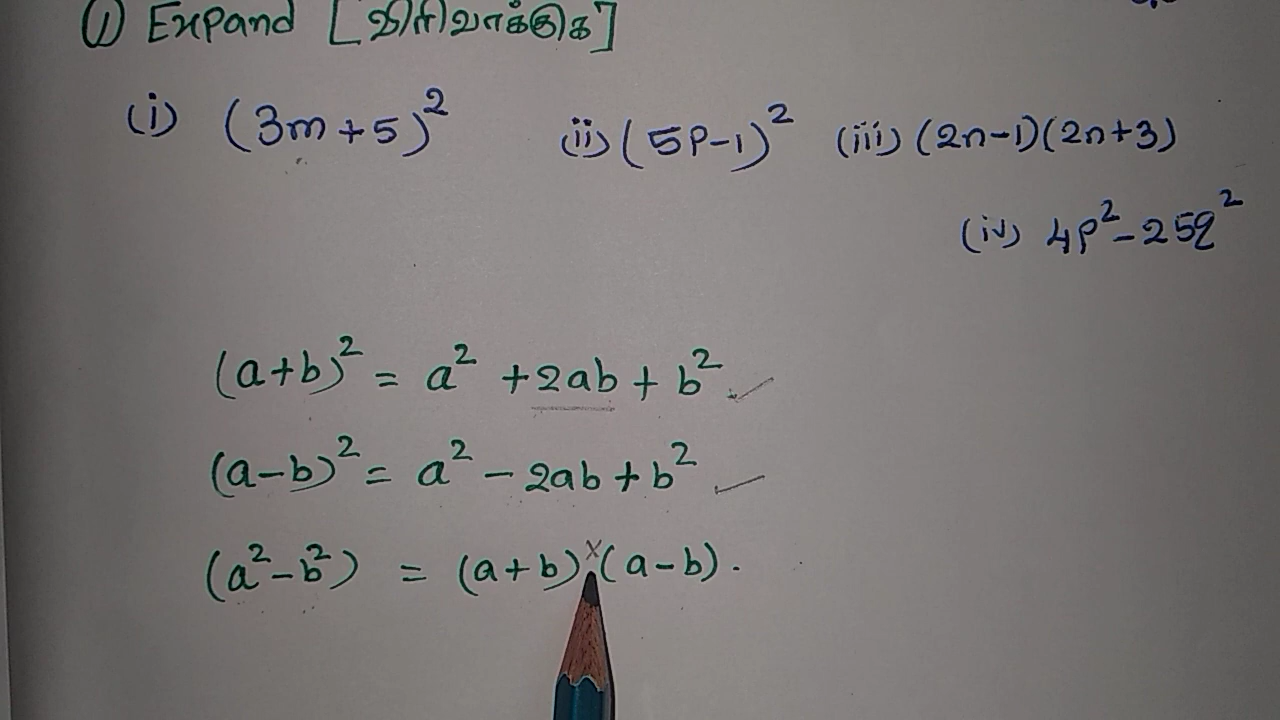 ① Expand [விரிவாக்குக]
(i) (3m+5)² (ii) (5p-1)² (iii) (2n-1)(2n+3)
(iv) 4p²-25q²
(a+b)² = a² +2ab+b²
(a-b)² = a² - 2ab+b²
(a²-b²) = (a+b)×(a-b).